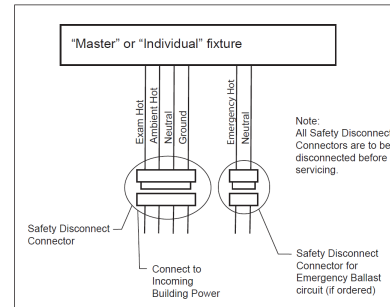 “Master” or “Individual” fixture
Exam Hot
Ambient Hot
Neutral
Ground
Emergency Hot
Neutral
Note:
All Safety Disconnect
Connectors are to be
disconnected before
servicing.
Safety Disconnect
Connector
Connect to
Incoming
Building Power
Safety Disconnect
Connector for
Emergency Ballast
circuit (if ordered)